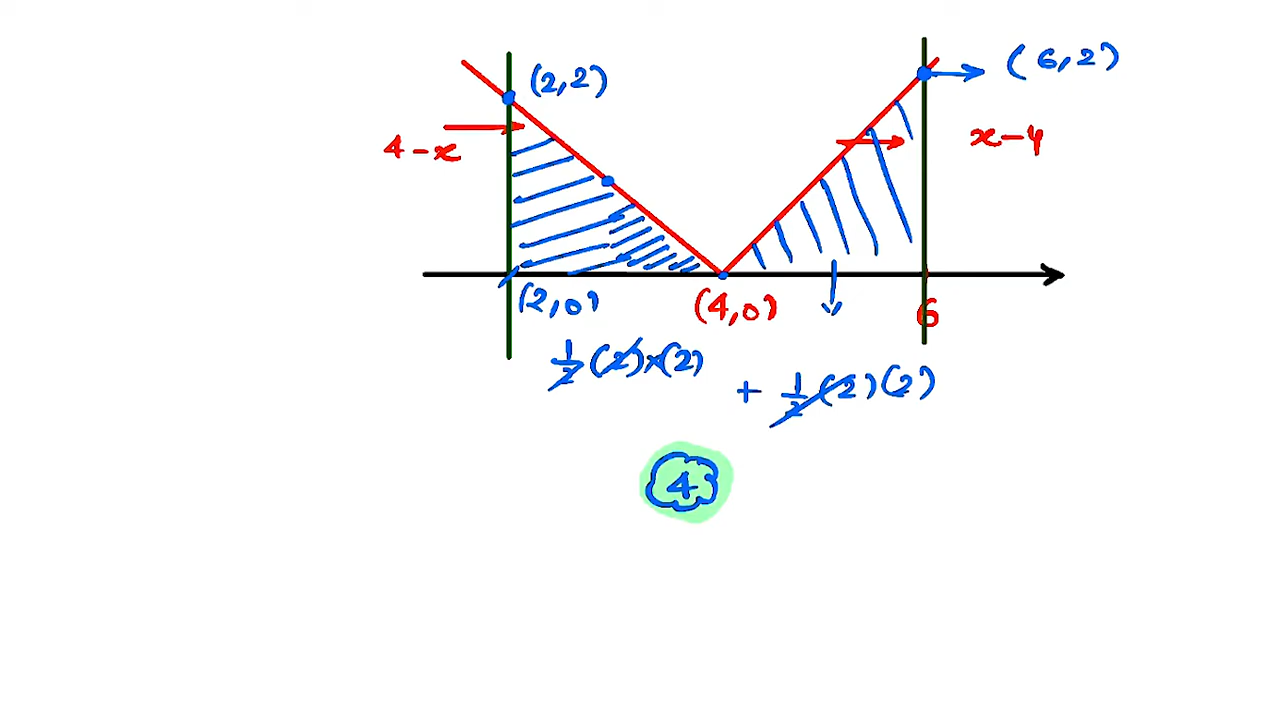 (2,2)
(6,2)
4-x
x-4
(2,0)
(4,0)
6
1/2 (2)x(2)
+ 1/2 (2)(2)
4